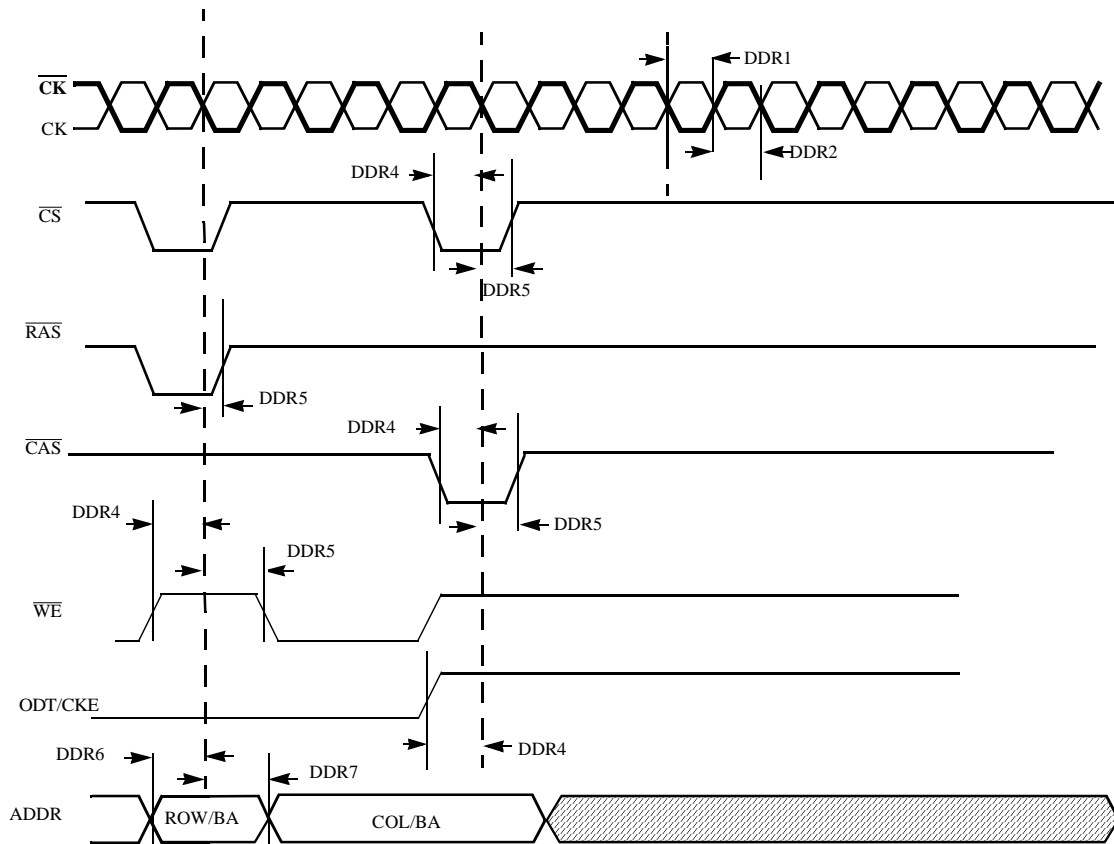 DDR1
CK
CK
DDR2
DDR4
CS
DDR5
RAS
DDR5
DDR4
CAS
DDR4
DDR5
DDR5
WE
ODT/CKE
DDR4
DDR6
DDR7
ADDR
ROW/BA
COL/BA